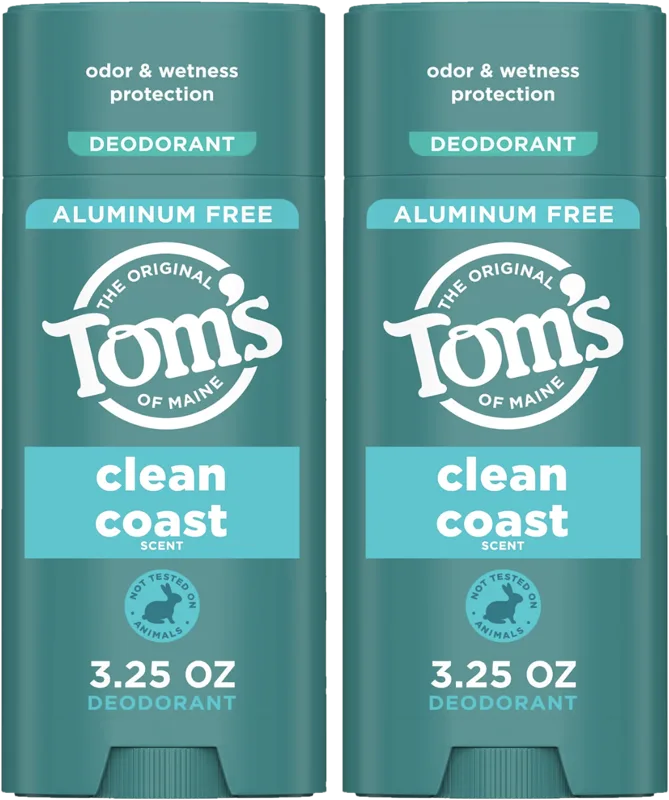 odor & wetness
protection
DEODORANT
ALUMINUM FREE
THE ORIGINAL
Tom's
OF MAINE
clean
coast
SCENT
NOT TESTED ON
ANIMALS
3.25 OZ
DEODORANT
odor & wetness
protection
DEODORANT
ALUMINUM FREE
THE ORIGINAL
Tom's
OF MAINE
clean
coast
SCENT
NOT TESTED ON
ANIMALS
3.25 OZ
DEODORANT